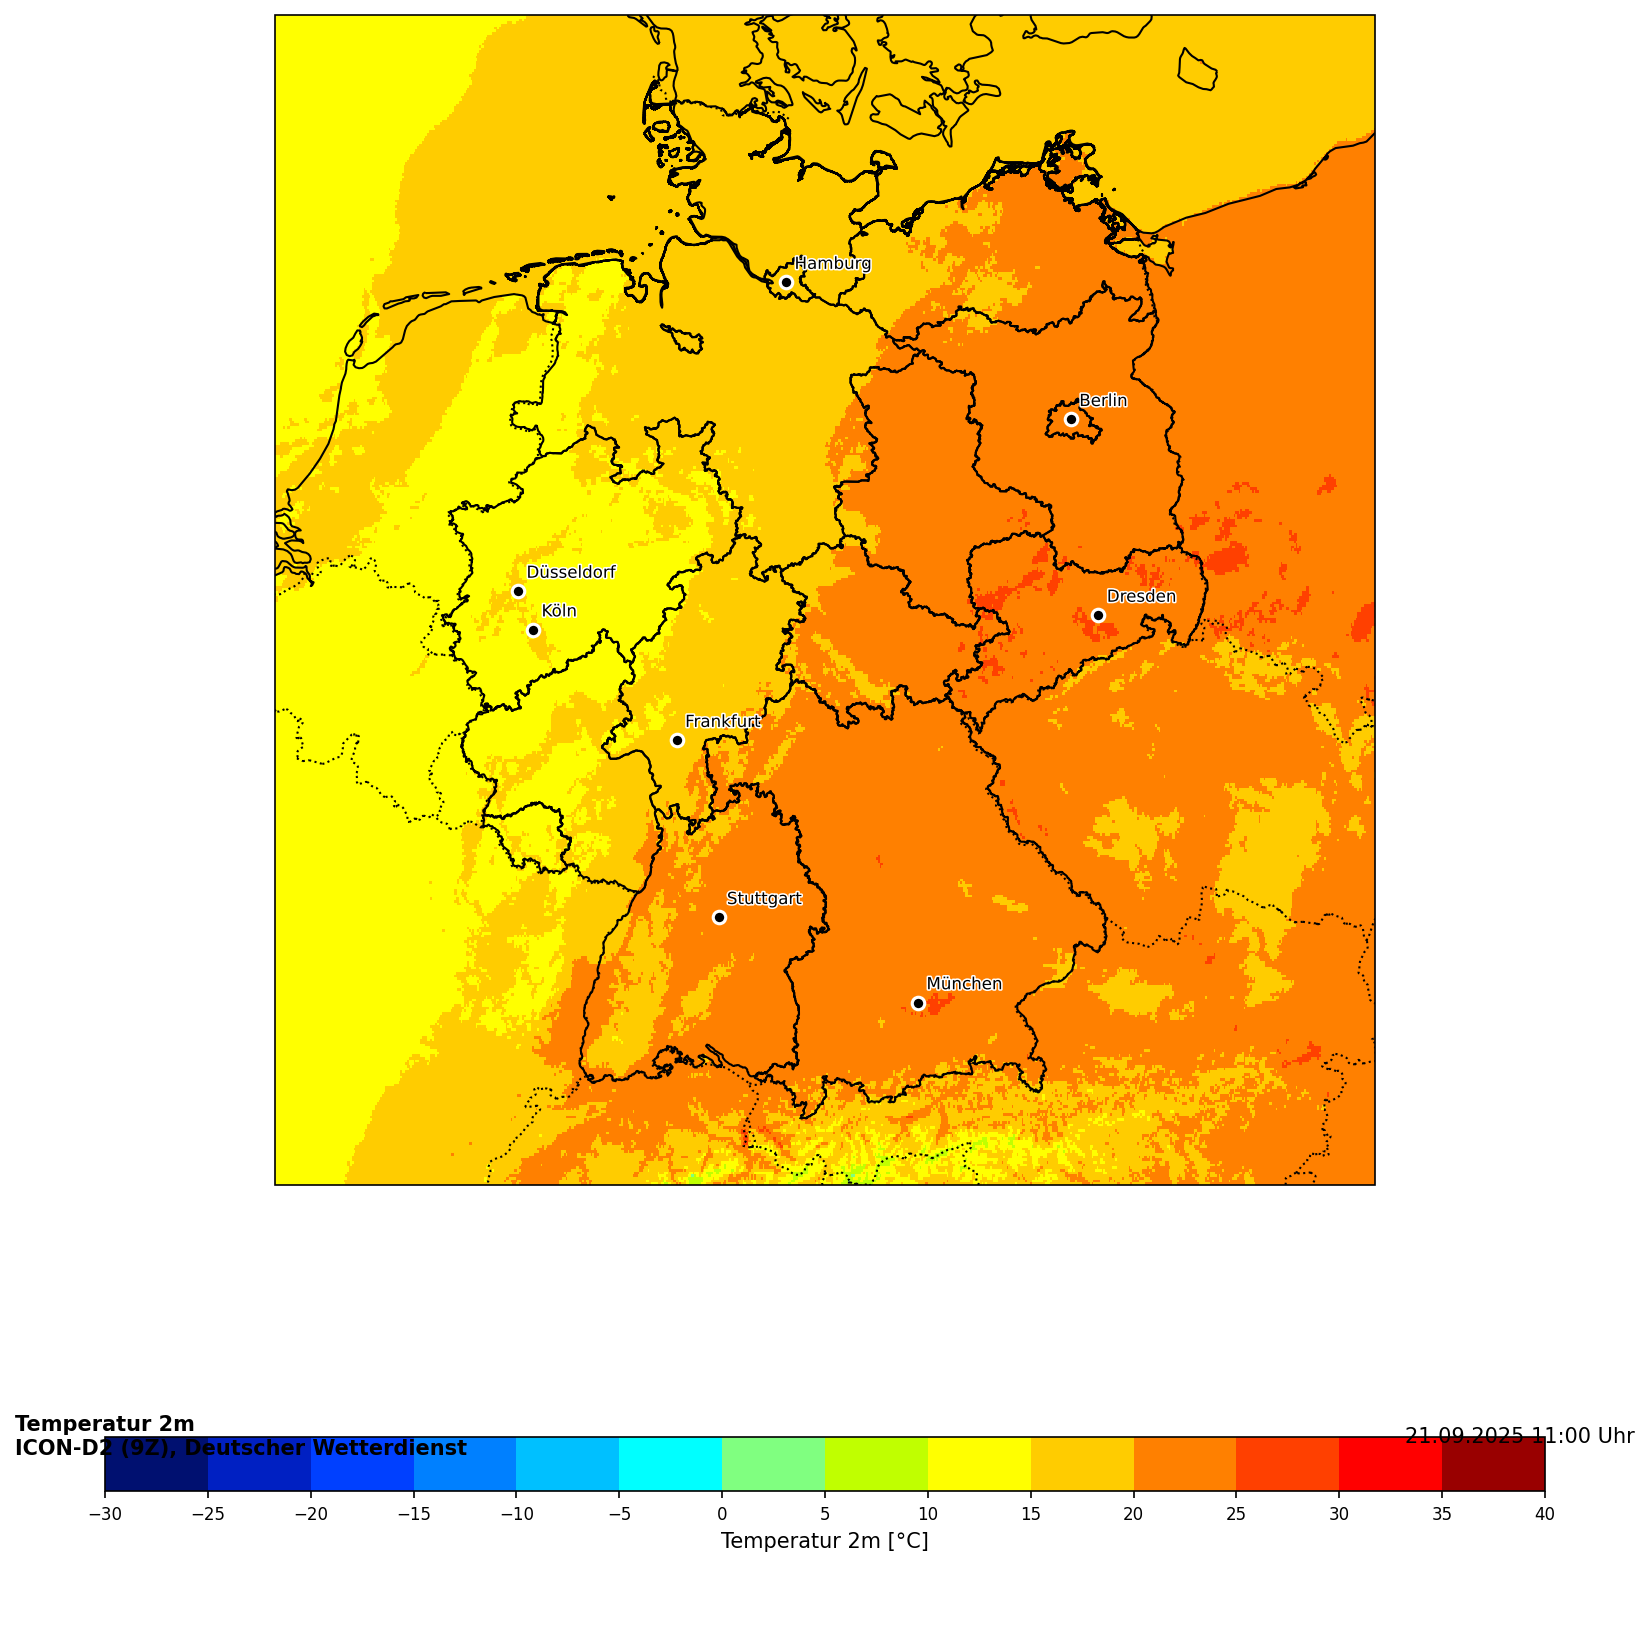 Hamburg
Berlin
Düsseldorf
Köln
Dresden
Frankfurt
Stuttgart
München
Temperatur 2m
ICON-D2 (9Z), Deutscher Wetterdienst
21.09.2025 11:00 Uhr
−30 −25 −20 −15 −10 −5 0 5 10 15 20 25 30 35 40
Temperatur 2m [°C]